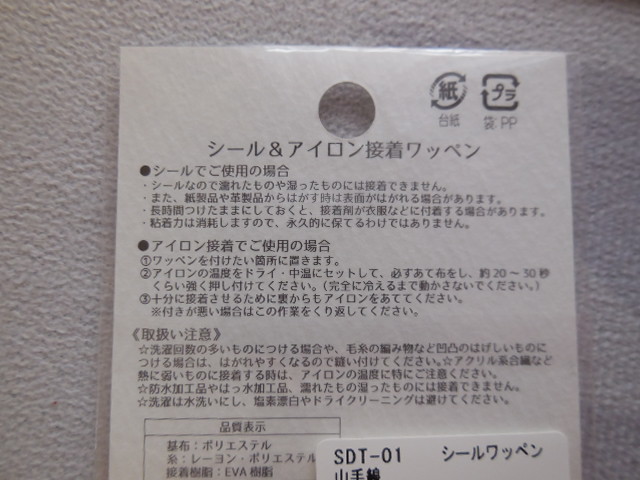 紙
プラ
台紙
袋:PP
シール＆アイロン接着ワッペン
●シールでご使用の場合
・シールなので濡れたものや湿ったものには接着できません。
・また、紙製品や革製品からはがす時は表面がはがれる場合があります。
・長時間つけたままにしておくと、接着剤が衣服などに付着する場合があります。
・粘着力は消耗しますので、永久的に保てるわけではありません。
●アイロン接着でご使用の場合
①ワッペンを付けたい箇所に置きます。
②アイロンの温度をドライ・中温にセットして、必ずあて布をし、約20～30秒
くらい強く押し付けてください。（完全に冷えるまで動かさないでください。）
③十分に接着させるために裏からもアイロンをあててください。
※付きが悪い場合はこの作業をくり返してください。
《取扱い注意》
☆洗濯回数の多いものにつける場合や、毛糸の編み物など凹凸のはげしいものに
つける場合は、はがれやすくなるので縫い付けてください。☆アクリル系合繊など
熱に弱いものに接着する時は、アイロンの温度に特にご注意ください。
☆防水加工品やはっ水加工品、濡れたもの湿ったものには接着できません。
☆洗濯は水洗いにし、塩素漂白やドライクリーニングは避けてください。
品質表示
基布：ポリエステル
糸：レーヨン・ポリエステル
接着樹脂：EVA樹脂
SDT-01 シールワッペン
山手線